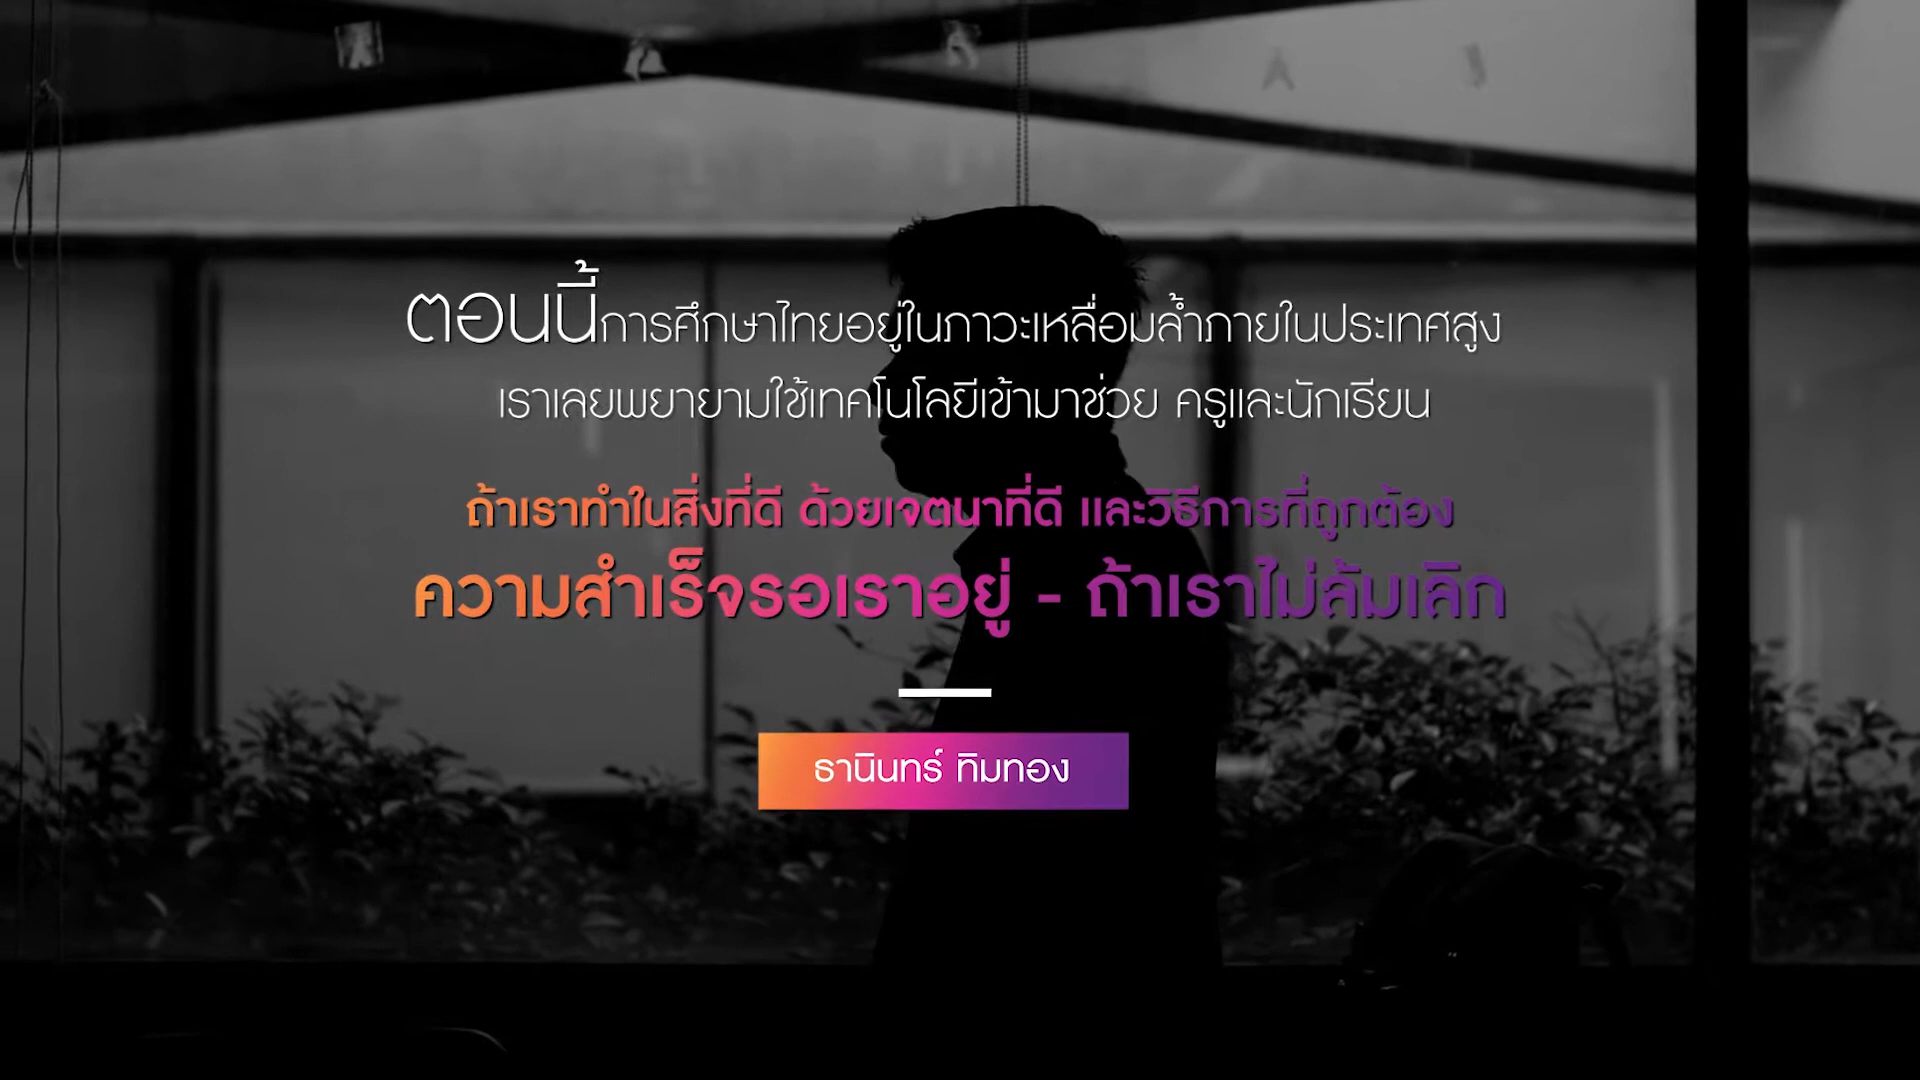 ตอนนี้การศึกษาไทยอยู่ในภาวะเหลื่อมล้ำภายในประเทศสูง
เราเลยพยายามใช้เทคโนโลยีเข้ามาช่วย ครูและนักเรียน
ถ้าเราทำในสิ่งที่ดี ด้วยเจตนาที่ดี และวิธีการที่ถูกต้อง
ความสำเร็จรอเราอยู่ - ถ้าเราไม่ล้มเลิก
ธานินทร์ ทิมทอง